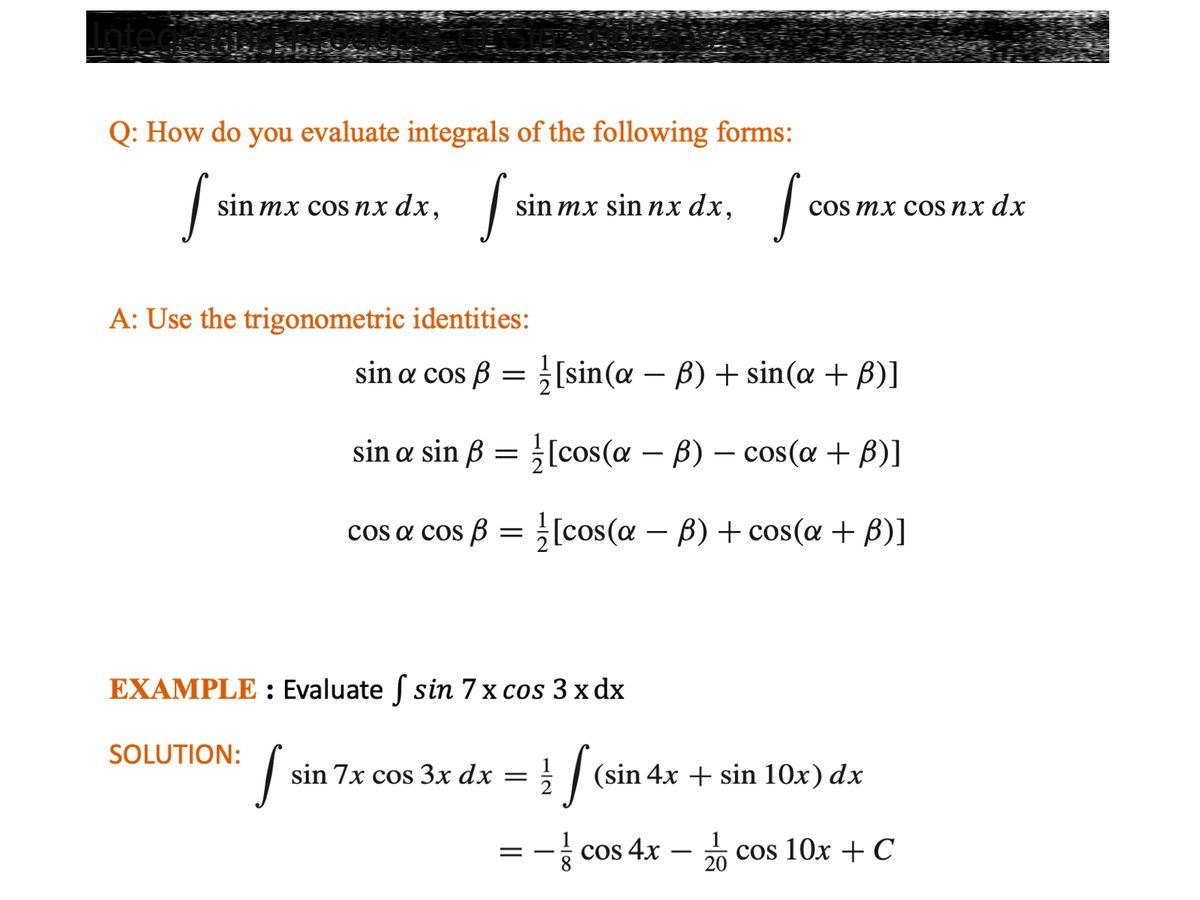 Q: How do you evaluate integrals of the following forms:
∫ sin mx cos nx dx, ∫ sin mx sin nx dx, ∫ cos mx cos nx dx
A: Use the trigonometric identities:
sin α cos β = ½[sin(α − β) + sin(α + β)]
sin α sin β = ½[cos(α − β) − cos(α + β)]
cos α cos β = ½[cos(α − β) + cos(α + β)]
EXAMPLE : Evaluate ∫ sin 7 x cos 3 x dx
SOLUTION: ∫ sin 7x cos 3x dx = ½ ∫ (sin 4x + sin 10x) dx
= −⅛ cos 4x − 1/20 cos 10x + C